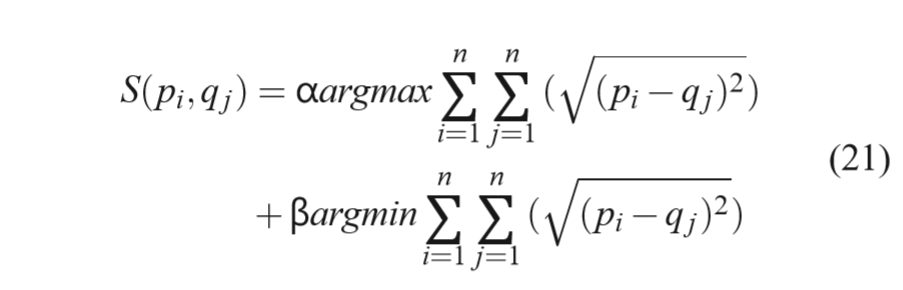 S(p_i, q_j) = αargmax ∑_{i=1}^{n} ∑_{j=1}^{n} (√((p_i − q_j)^2))
(21)
+ βargmin ∑_{i=1}^{n} ∑_{j=1}^{n} (√((p_i − q_j)^2))